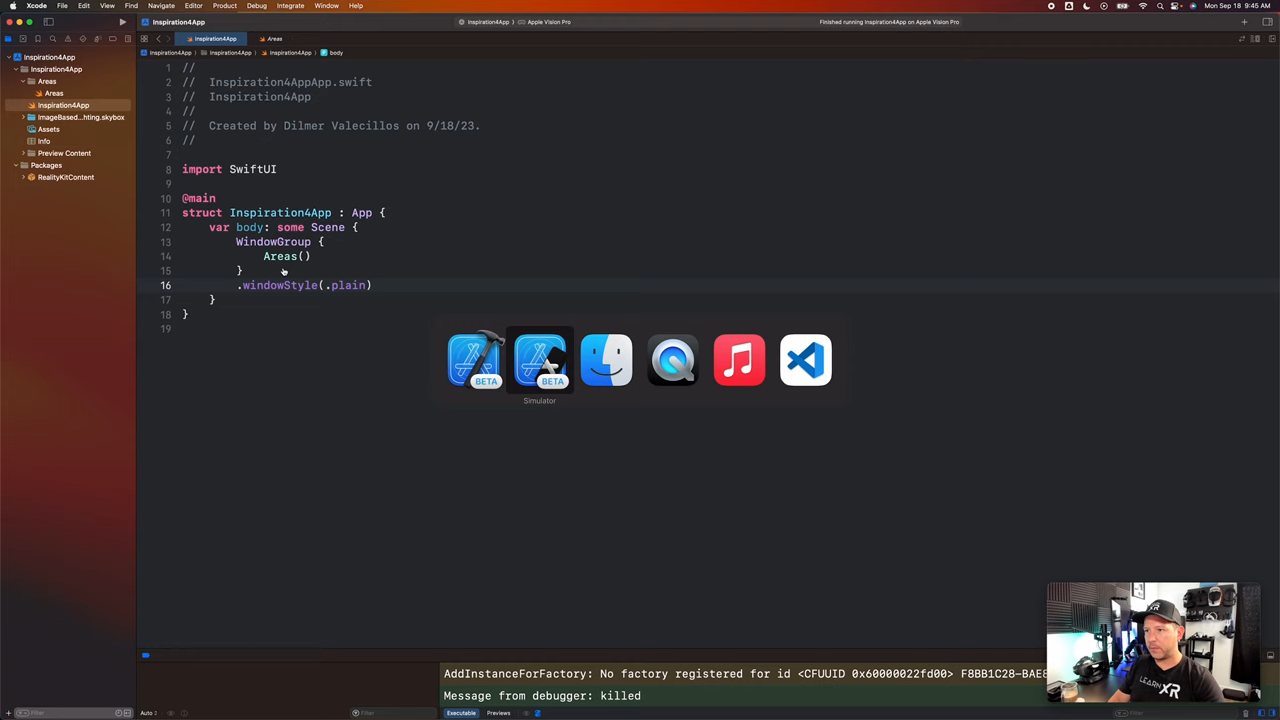 Xcode File Edit View Find Navigate Editor Product Debug Integrate Window Help
Mon Sep 18 9:45 AM
Inspiration4App
Inspiration4App › Apple Vision Pro
Finished running Inspiration4App on Apple Vision Pro
Inspiration4App
Areas
Inspiration4App › Inspiration4App › Inspiration4App › body
Inspiration4App
Inspiration4App
Areas
Areas
Inspiration4App
ImageBased...hting.skybox
Assets
Info
Preview Content
Packages
RealityKitContent
1 //
2 // Inspiration4AppApp.swift
3 // Inspiration4App
4 //
5 // Created by Dilmer Valecillos on 9/18/23.
6 //
7
8 import SwiftUI
9
10 @main
11 struct Inspiration4App : App {
12 var body: some Scene {
13 WindowGroup {
14 Areas()
15 }
16 .windowStyle(.plain)
17 }
18 }
19
BETA
BETA
Simulator
XR
LEARN XR
AddInstanceForFactory: No factory registered for id <CFUUID 0x60000022fd00> F8BB1C28-BAE8
Message from debugger: killed
Filter
Auto
Filter
Executable
Previews
Filter